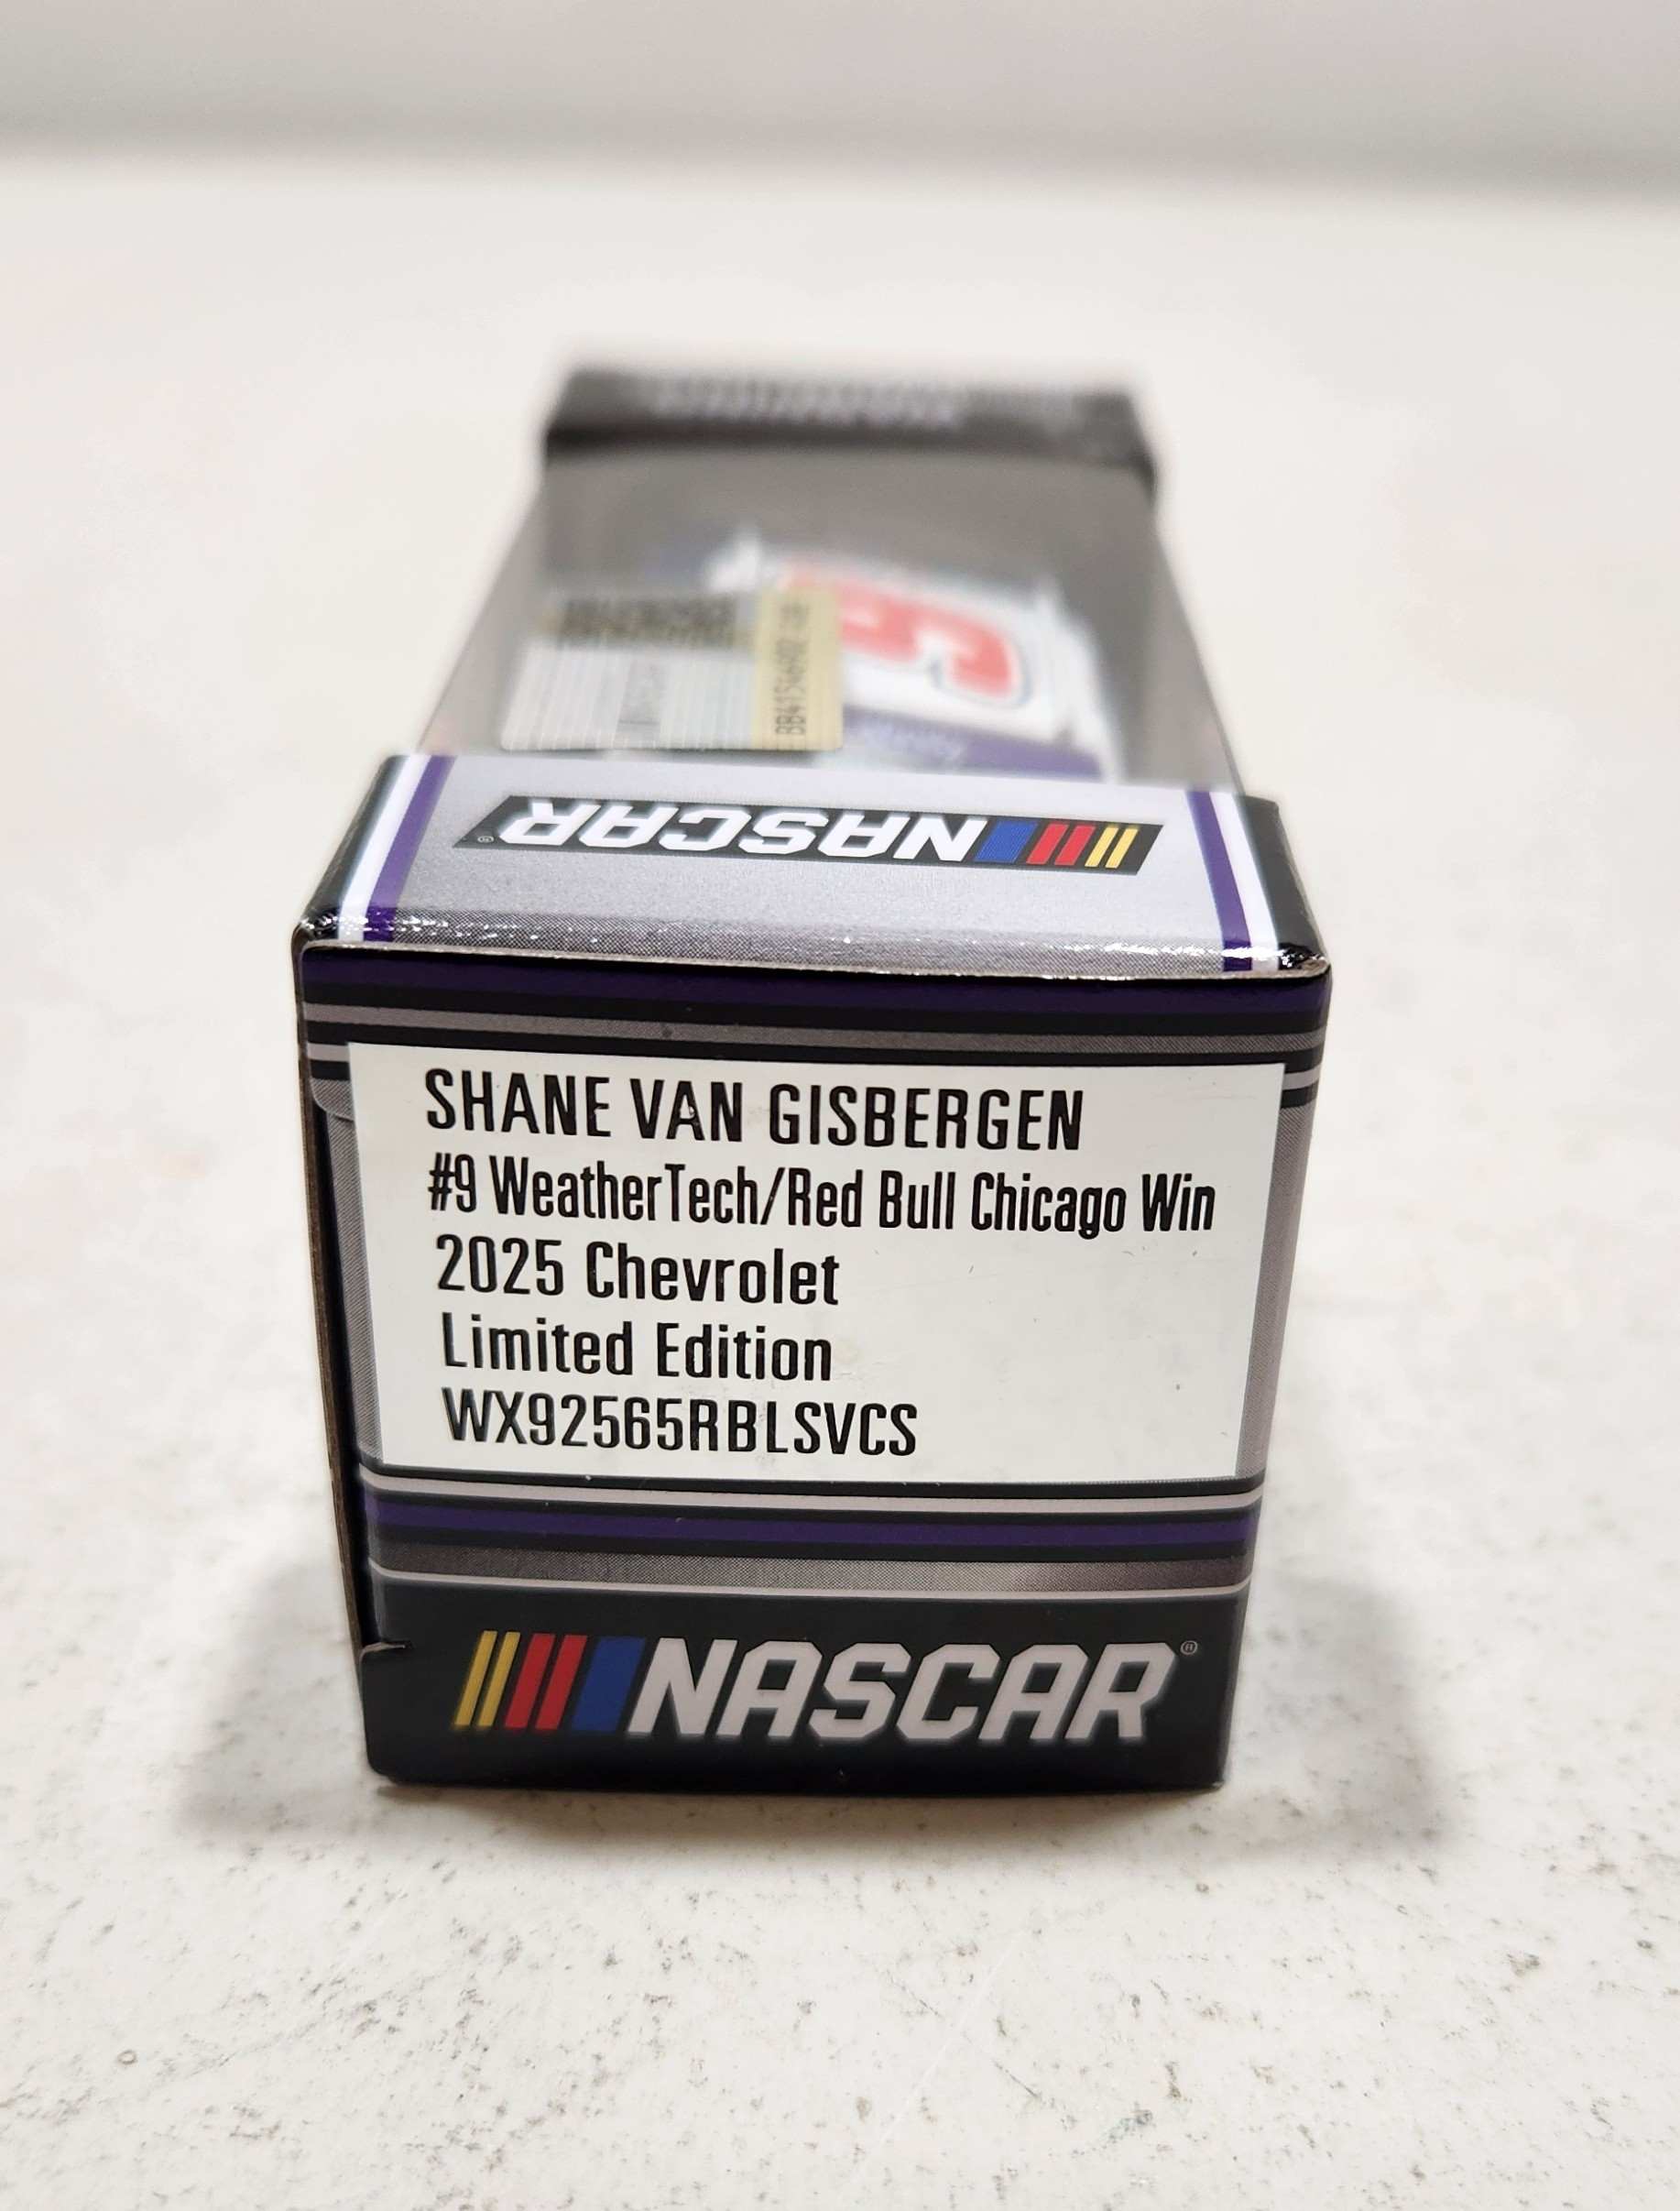 NASCAR
SHANE VAN GISBERGEN
#9 WeatherTech/Red Bull Chicago Win
2025 Chevrolet
Limited Edition
WX92565RBLSVCS
NASCAR®